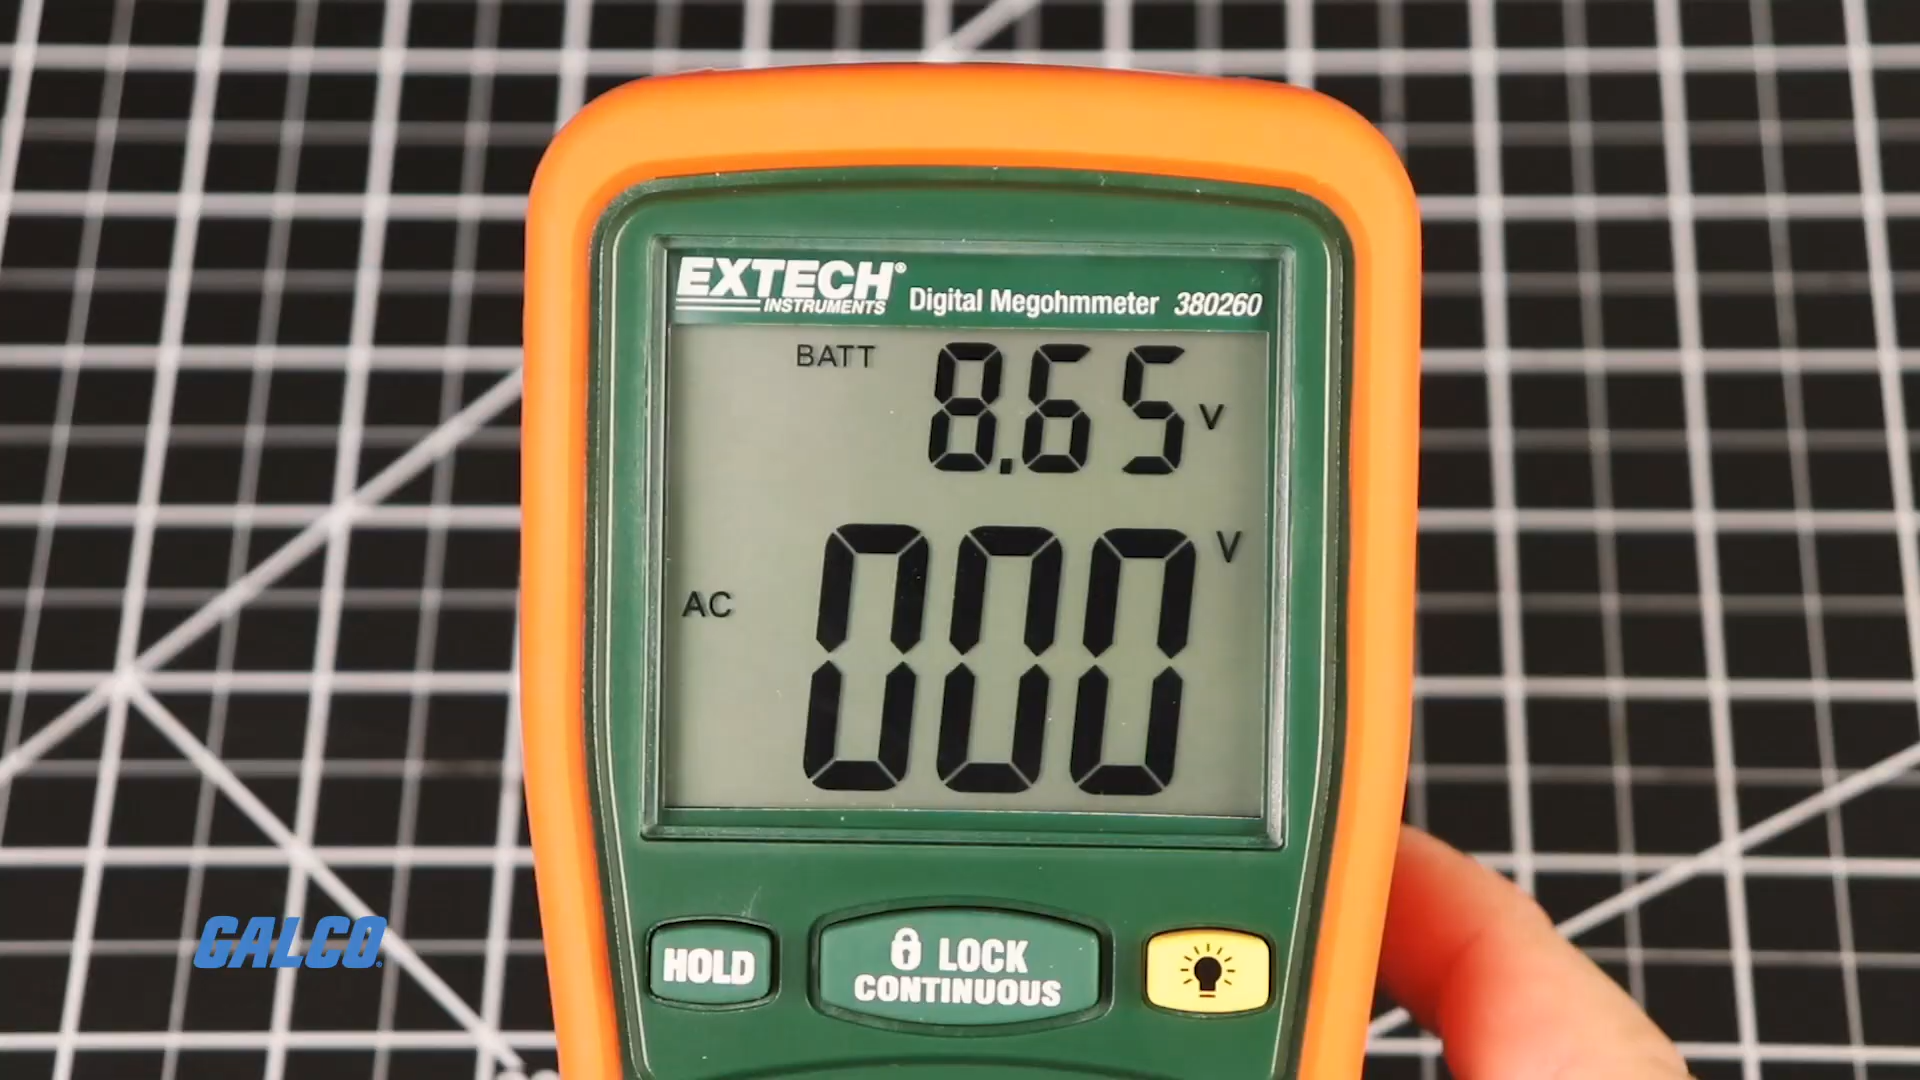 EXTECH®
INSTRUMENTS
Digital Megohmmeter 380260
BATT 8.65 V
AC 000 V
HOLD
LOCK
CONTINUOUS
GALCO®